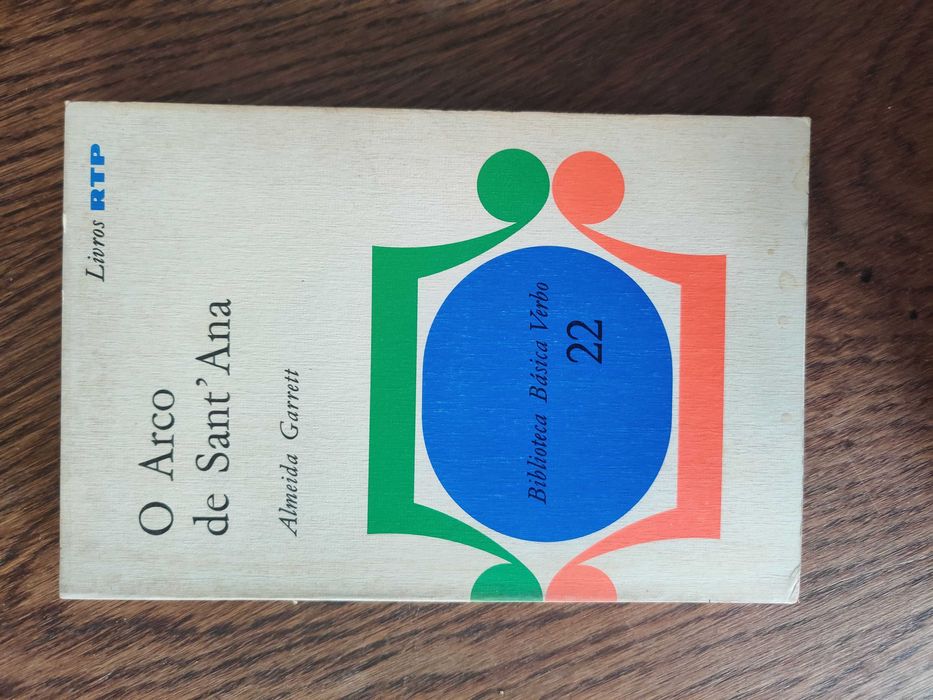 Livros RTP
O Arco
de Sant' Ana
Almeida Garrett
Biblioteca Básica Verbo
22